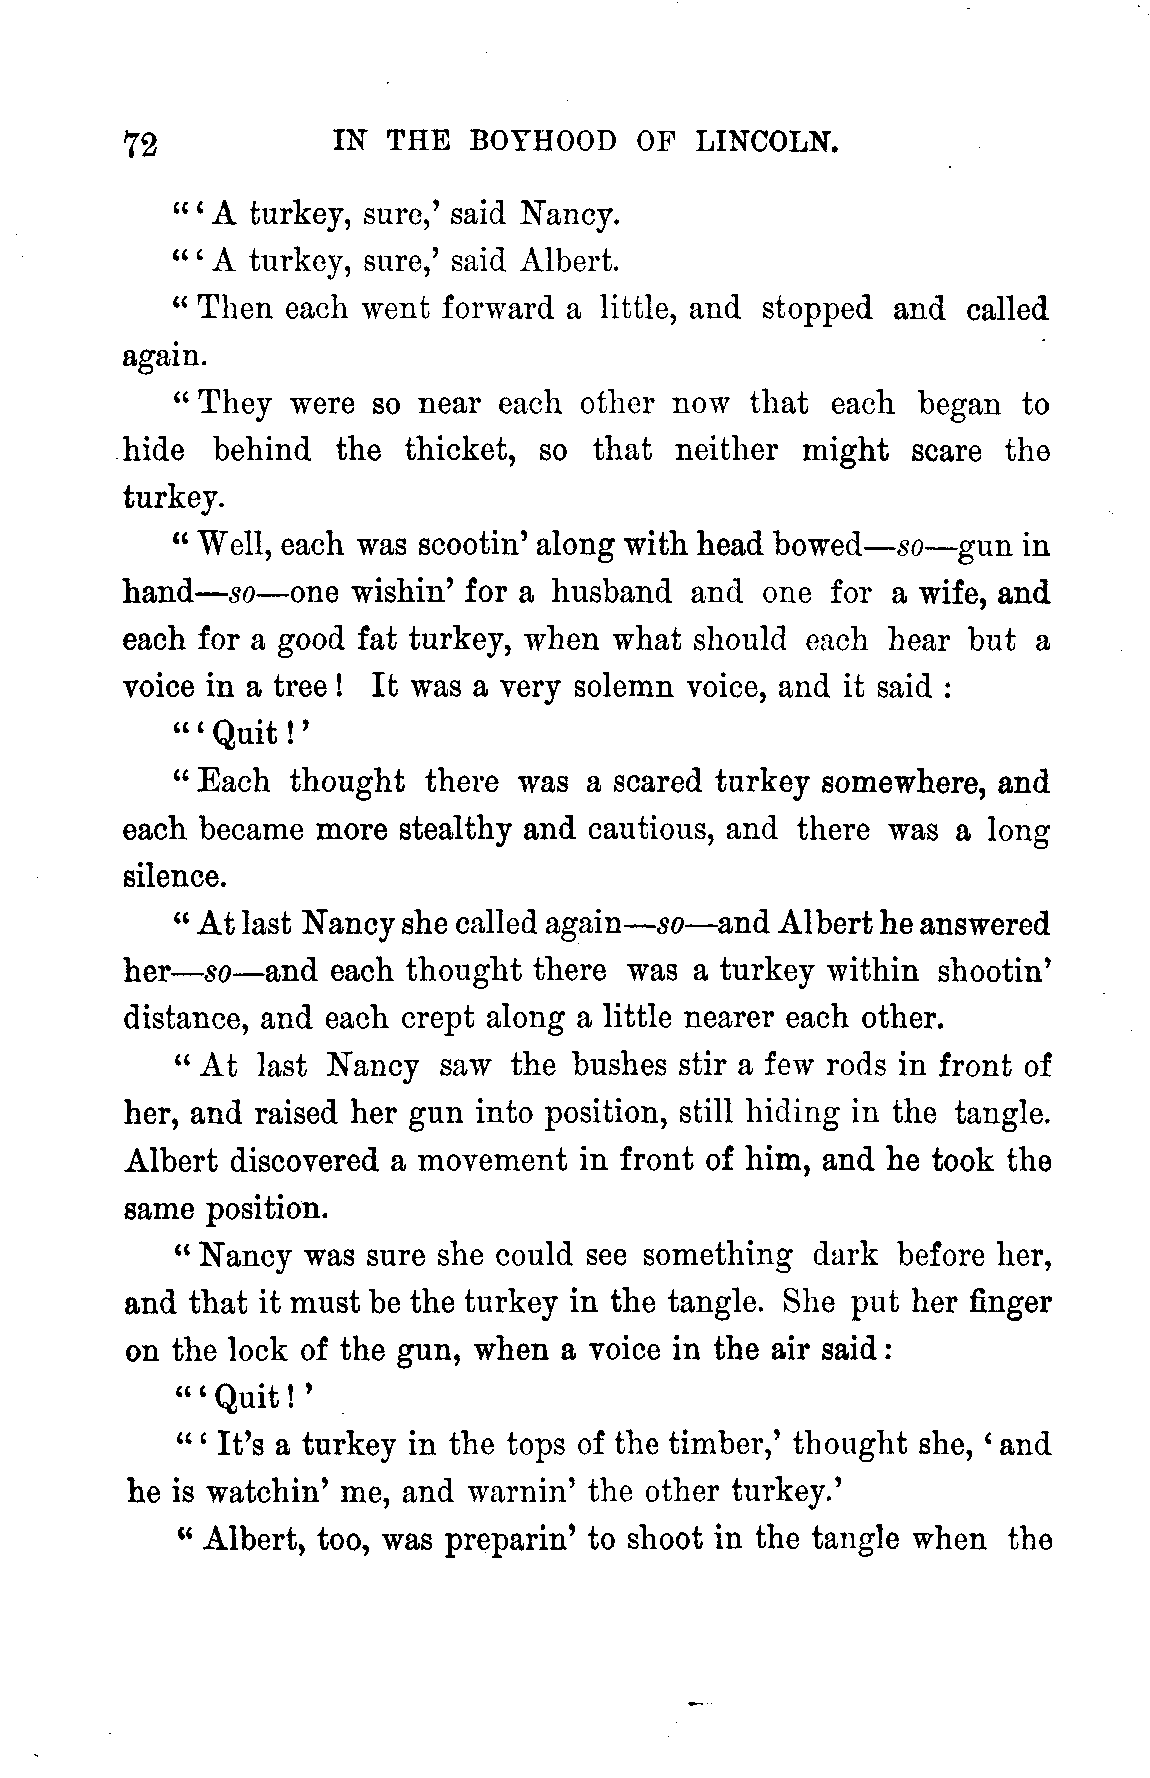 72 IN THE BOYHOOD OF LINCOLN.
"'A turkey, sure,' said Nancy.
"'A turkey, sure,' said Albert.
"Then each went forward a little, and stopped and called
again.
"They were so near each other now that each began to
hide behind the thicket, so that neither might scare the
turkey.
"Well, each was scootin' along with head bowed—so—gun in
hand—so—one wishin' for a husband and one for a wife, and
each for a good fat turkey, when what should each hear but a
voice in a tree! It was a very solemn voice, and it said :
"'Quit!'
"Each thought there was a scared turkey somewhere, and
each became more stealthy and cautious, and there was a long
silence.
"At last Nancy she called again—so—and Albert he answered
her—so—and each thought there was a turkey within shootin'
distance, and each crept along a little nearer each other.
"At last Nancy saw the bushes stir a few rods in front of
her, and raised her gun into position, still hiding in the tangle.
Albert discovered a movement in front of him, and he took the
same position.
"Nancy was sure she could see something dark before her,
and that it must be the turkey in the tangle. She put her finger
on the lock of the gun, when a voice in the air said:
"'Quit!'
"'It's a turkey in the tops of the timber,' thought she, 'and
he is watchin' me, and warnin' the other turkey.'
"Albert, too, was preparin' to shoot in the tangle when the